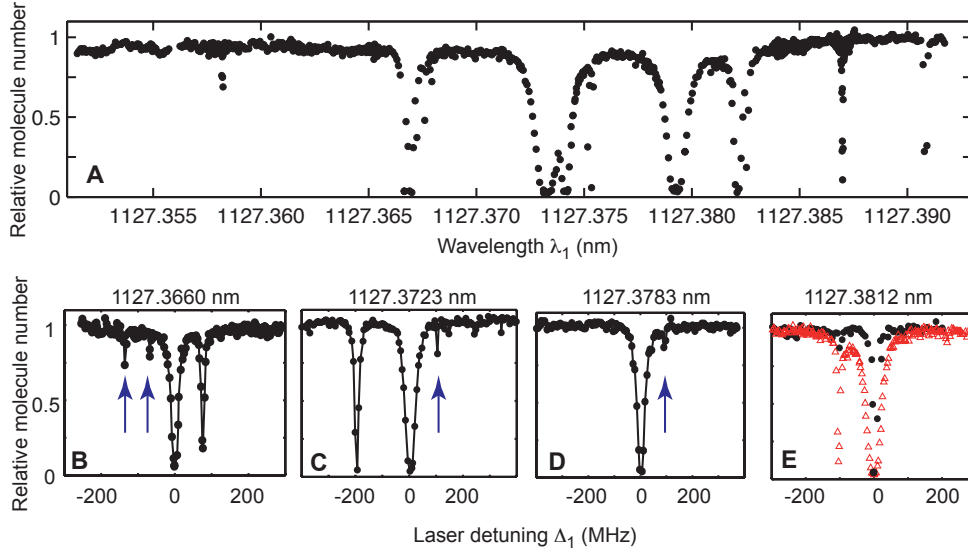 Relative molecule number
1
0.5
0
A
1127.355 1127.360 1127.365 1127.370 1127.375 1127.380 1127.385 1127.390
Wavelength λ1 (nm)
Relative molecule number
1127.3660 nm 1127.3723 nm 1127.3783 nm 1127.3812 nm
1
0.5
0
B C D E
-200 0 200 -200 0 200 -200 0 200 -200 0 200
Laser detuning Δ1 (MHz)